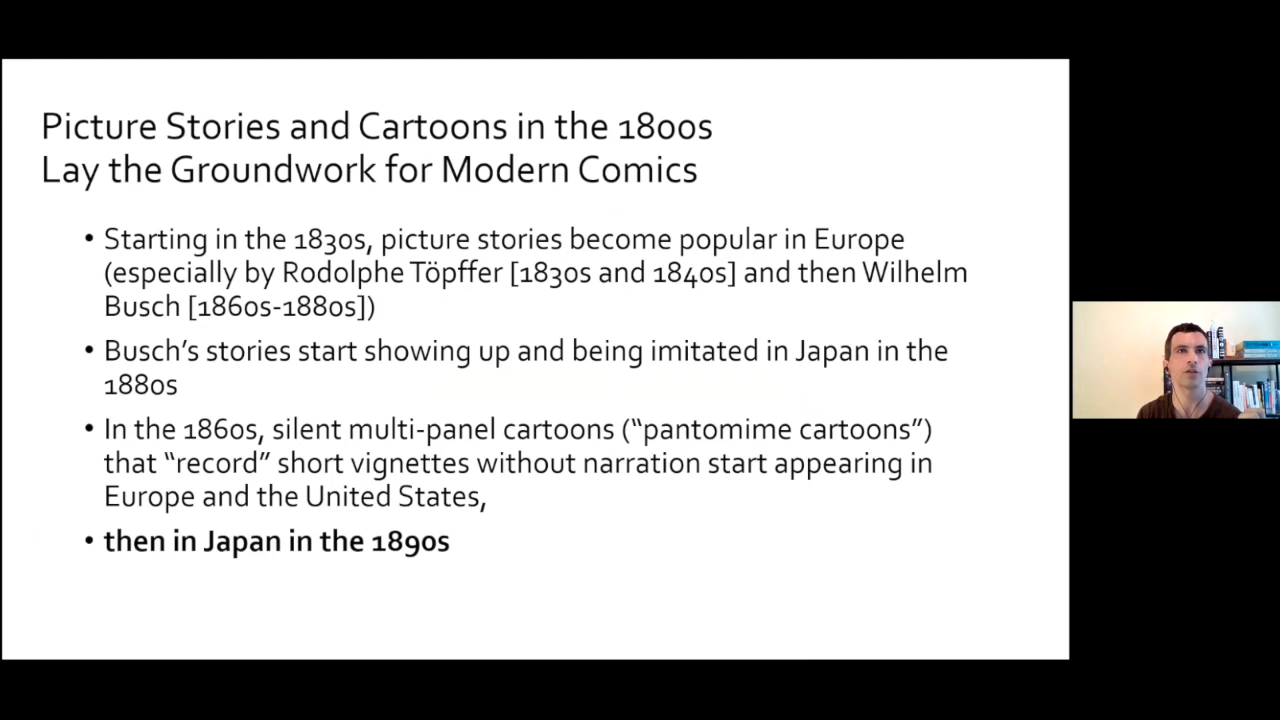 Picture Stories and Cartoons in the 1800s
Lay the Groundwork for Modern Comics
• Starting in the 1830s, picture stories become popular in Europe
(especially by Rodolphe Töpffer [1830s and 1840s] and then Wilhelm
Busch [1860s-1880s])
• Busch’s stories start showing up and being imitated in Japan in the
1880s
• In the 1860s, silent multi-panel cartoons (“pantomime cartoons”)
that “record” short vignettes without narration start appearing in
Europe and the United States,
• then in Japan in the 1890s